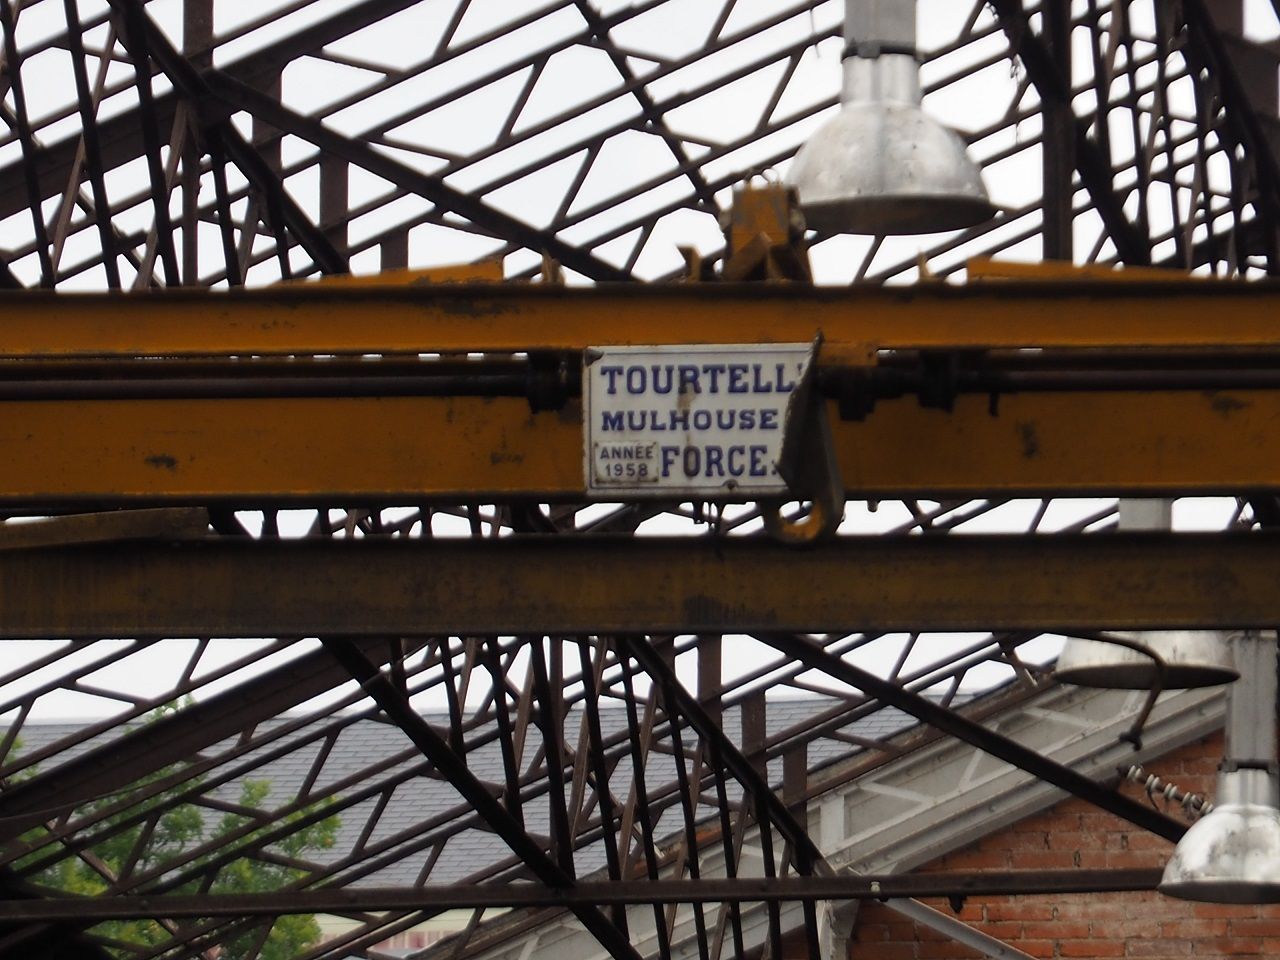 TOURTELL
MULHOUSE
ANNÉE
1958
FORCE: